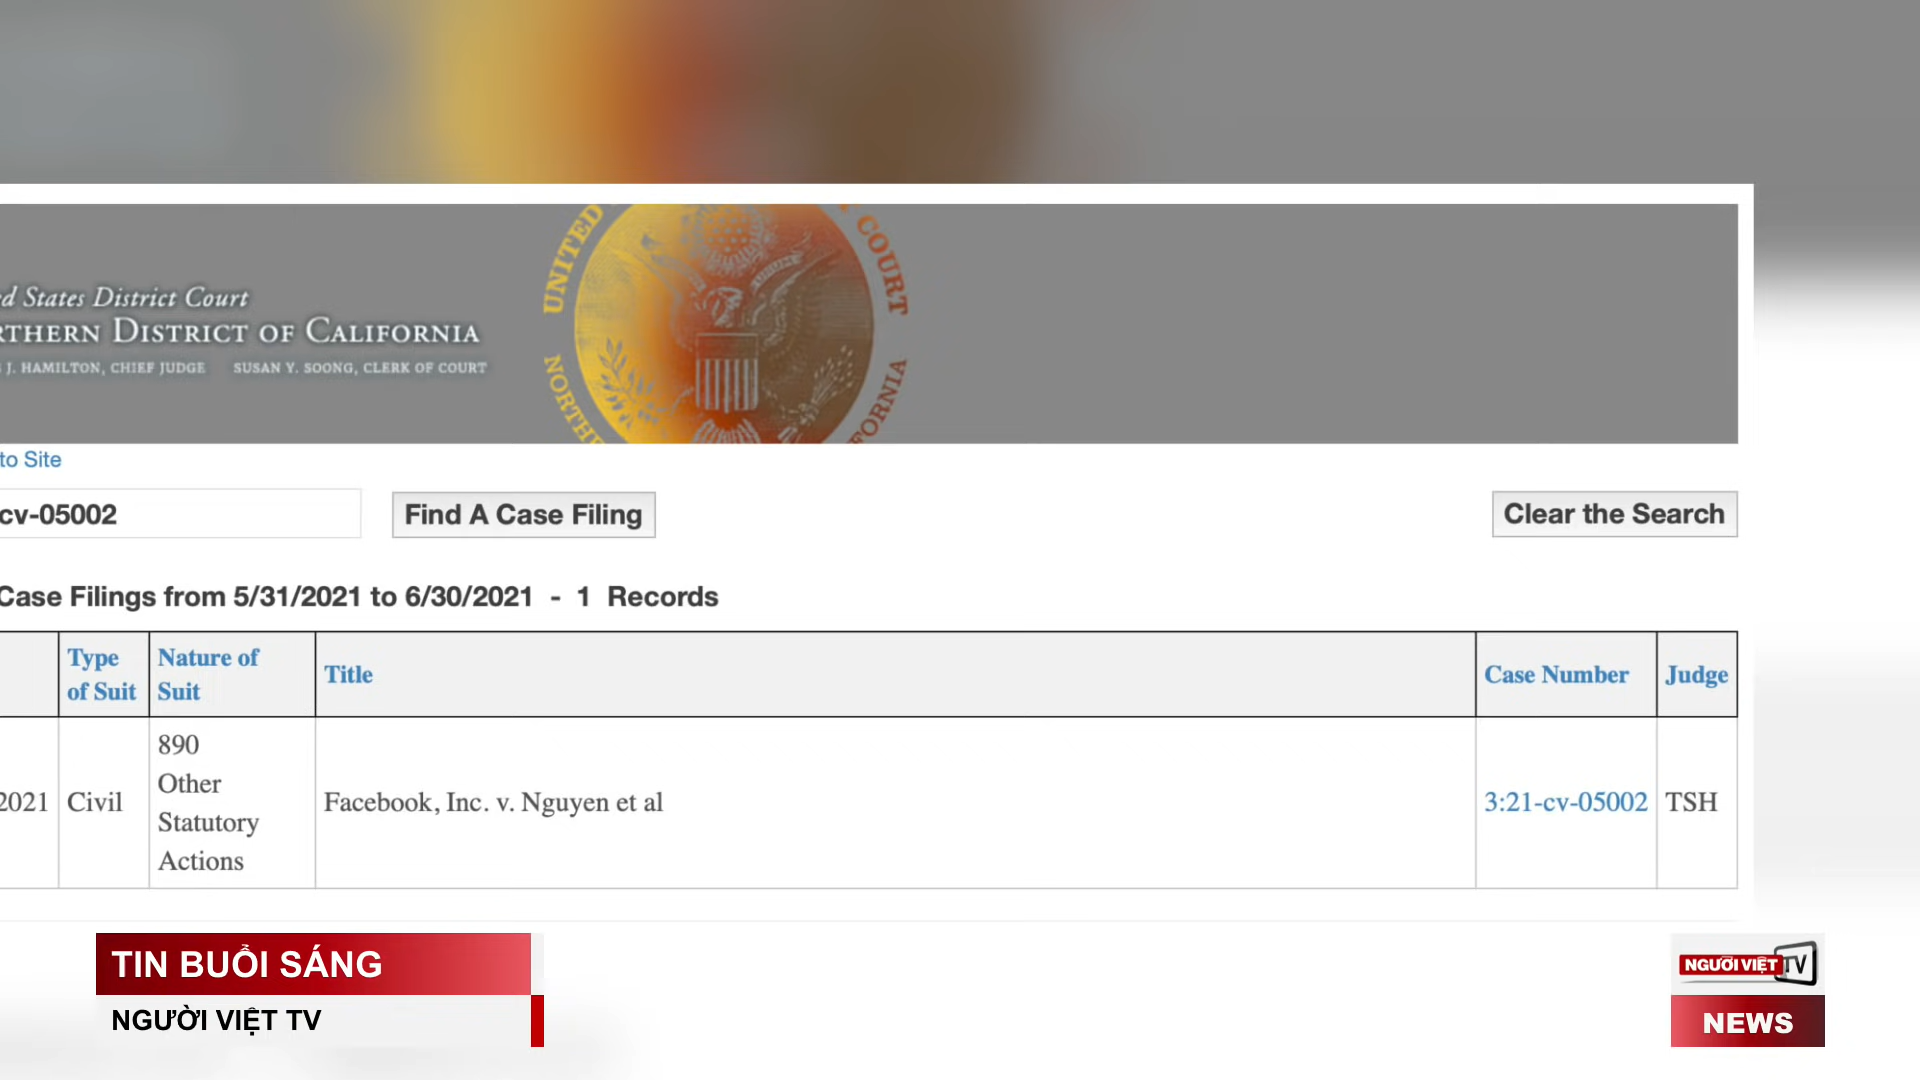 d States District Court
RTHERN DISTRICT OF CALIFORNIA
J. HAMILTON, CHIEF JUDGE SUSAN Y. SOONG, CLERK OF COURT
UNITED COURT
NORTHE ORNIA
to Site
cv-05002 Find A Case Filing Clear the Search
Case Filings from 5/31/2021 to 6/30/2021 - 1 Records
Type of Suit Nature of Suit Title Case Number Judge
2021 Civil 890 Other Statutory Actions Facebook, Inc. v. Nguyen et al 3:21-cv-05002 TSH
TIN BUỔI SÁNG
NGƯỜI VIỆT TV
NGƯỜI VIỆT TV
NEWS